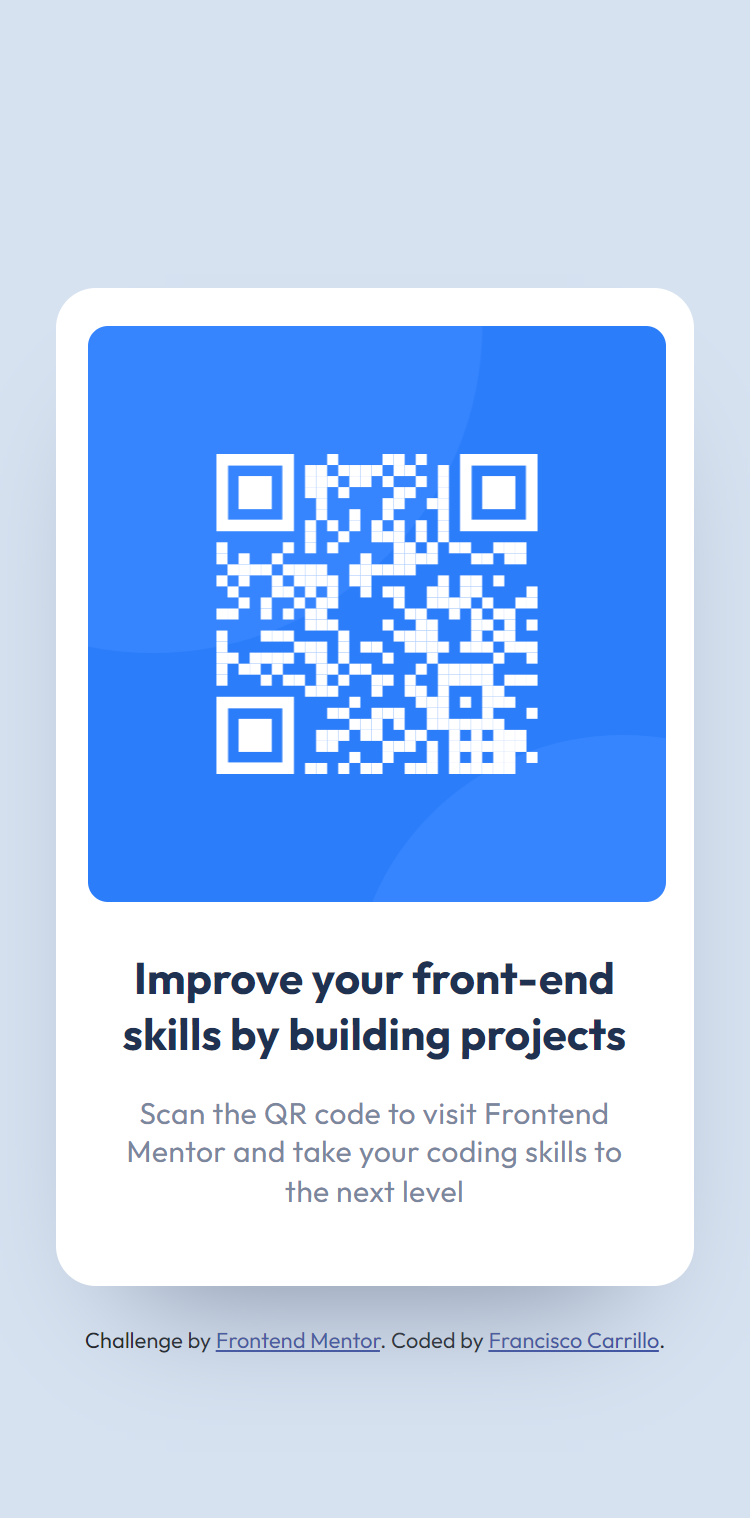 Improve your front-end
skills by building projects
Scan the QR code to visit Frontend
Mentor and take your coding skills to
the next level
Challenge by Frontend Mentor. Coded by Francisco Carrillo.